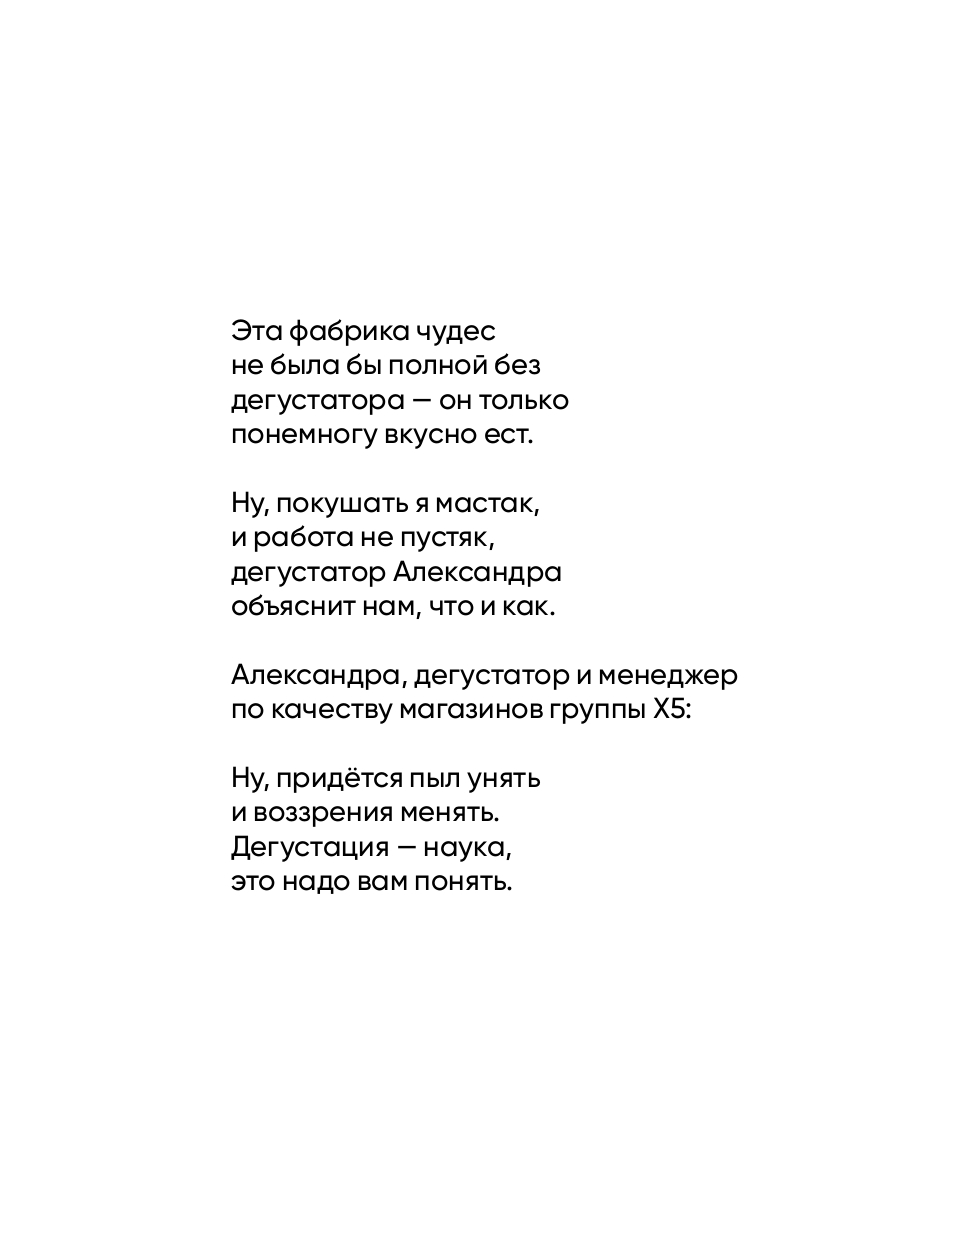 Эта фабрика чудес
не была бы полной без
дегустатора — он только
понемногу вкусно ест.
Ну, покушать я мастак,
и работа не пустяк,
дегустатор Александра
объяснит нам, что и как.
Александра, дегустатор и менеджер
по качеству магазинов группы X5:
Ну, придётся пыл унять
и воззрения менять.
Дегустация — наука,
это надо вам понять.